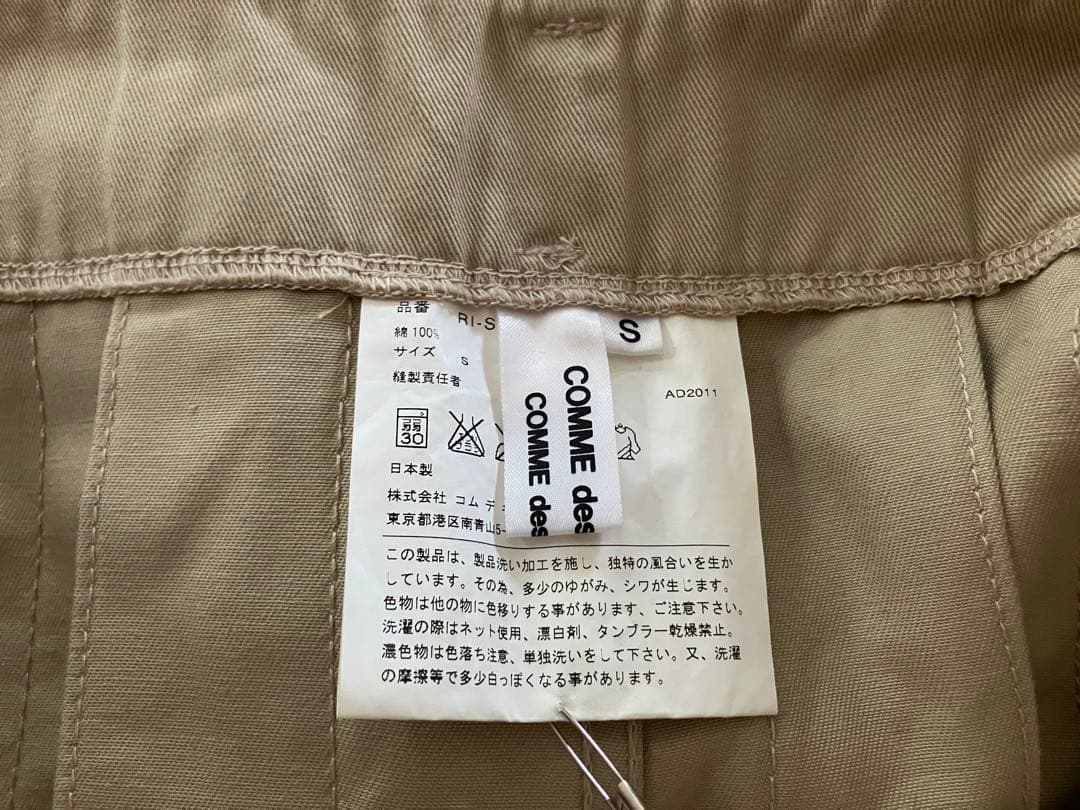 品番 RI-S
綿 100%
サイズ S
縫製責任者
AD2011
弱
30
日本製
株式会社 コム デ
東京都港区南青山5-
この製品は、製品洗い加工を施し、独特の風合いを生か
しています。その為、多少のゆがみ、シワが生じます。
色物は他の物に色移りする事があります、ご注意下さい。
洗濯の際はネット使用、漂白剤、タンブラー乾燥禁止。
濃色物は色落ち注意、単独洗いをして下さい。又、洗濯
の摩擦等で多少白っぽくなる事があります。
COMME des
COMME des
S